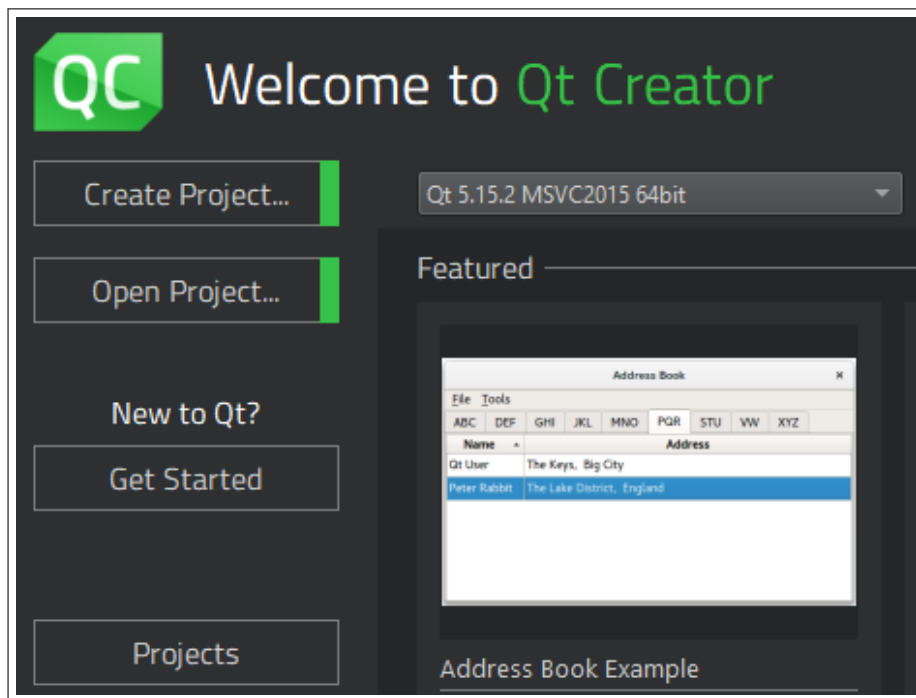 QC
Welcome to Qt Creator
Create Project...
Open Project...
New to Qt?
Get Started
Projects
Qt 5.15.2 MSVC2015 64bit
Featured
Address Book ×
File Tools
ABC DEF GHI JKL MNO PQR STU VW XYZ
Name Address
Qt User The Keys, Big City
Peter Rabbit The Lake District, England
Address Book Example